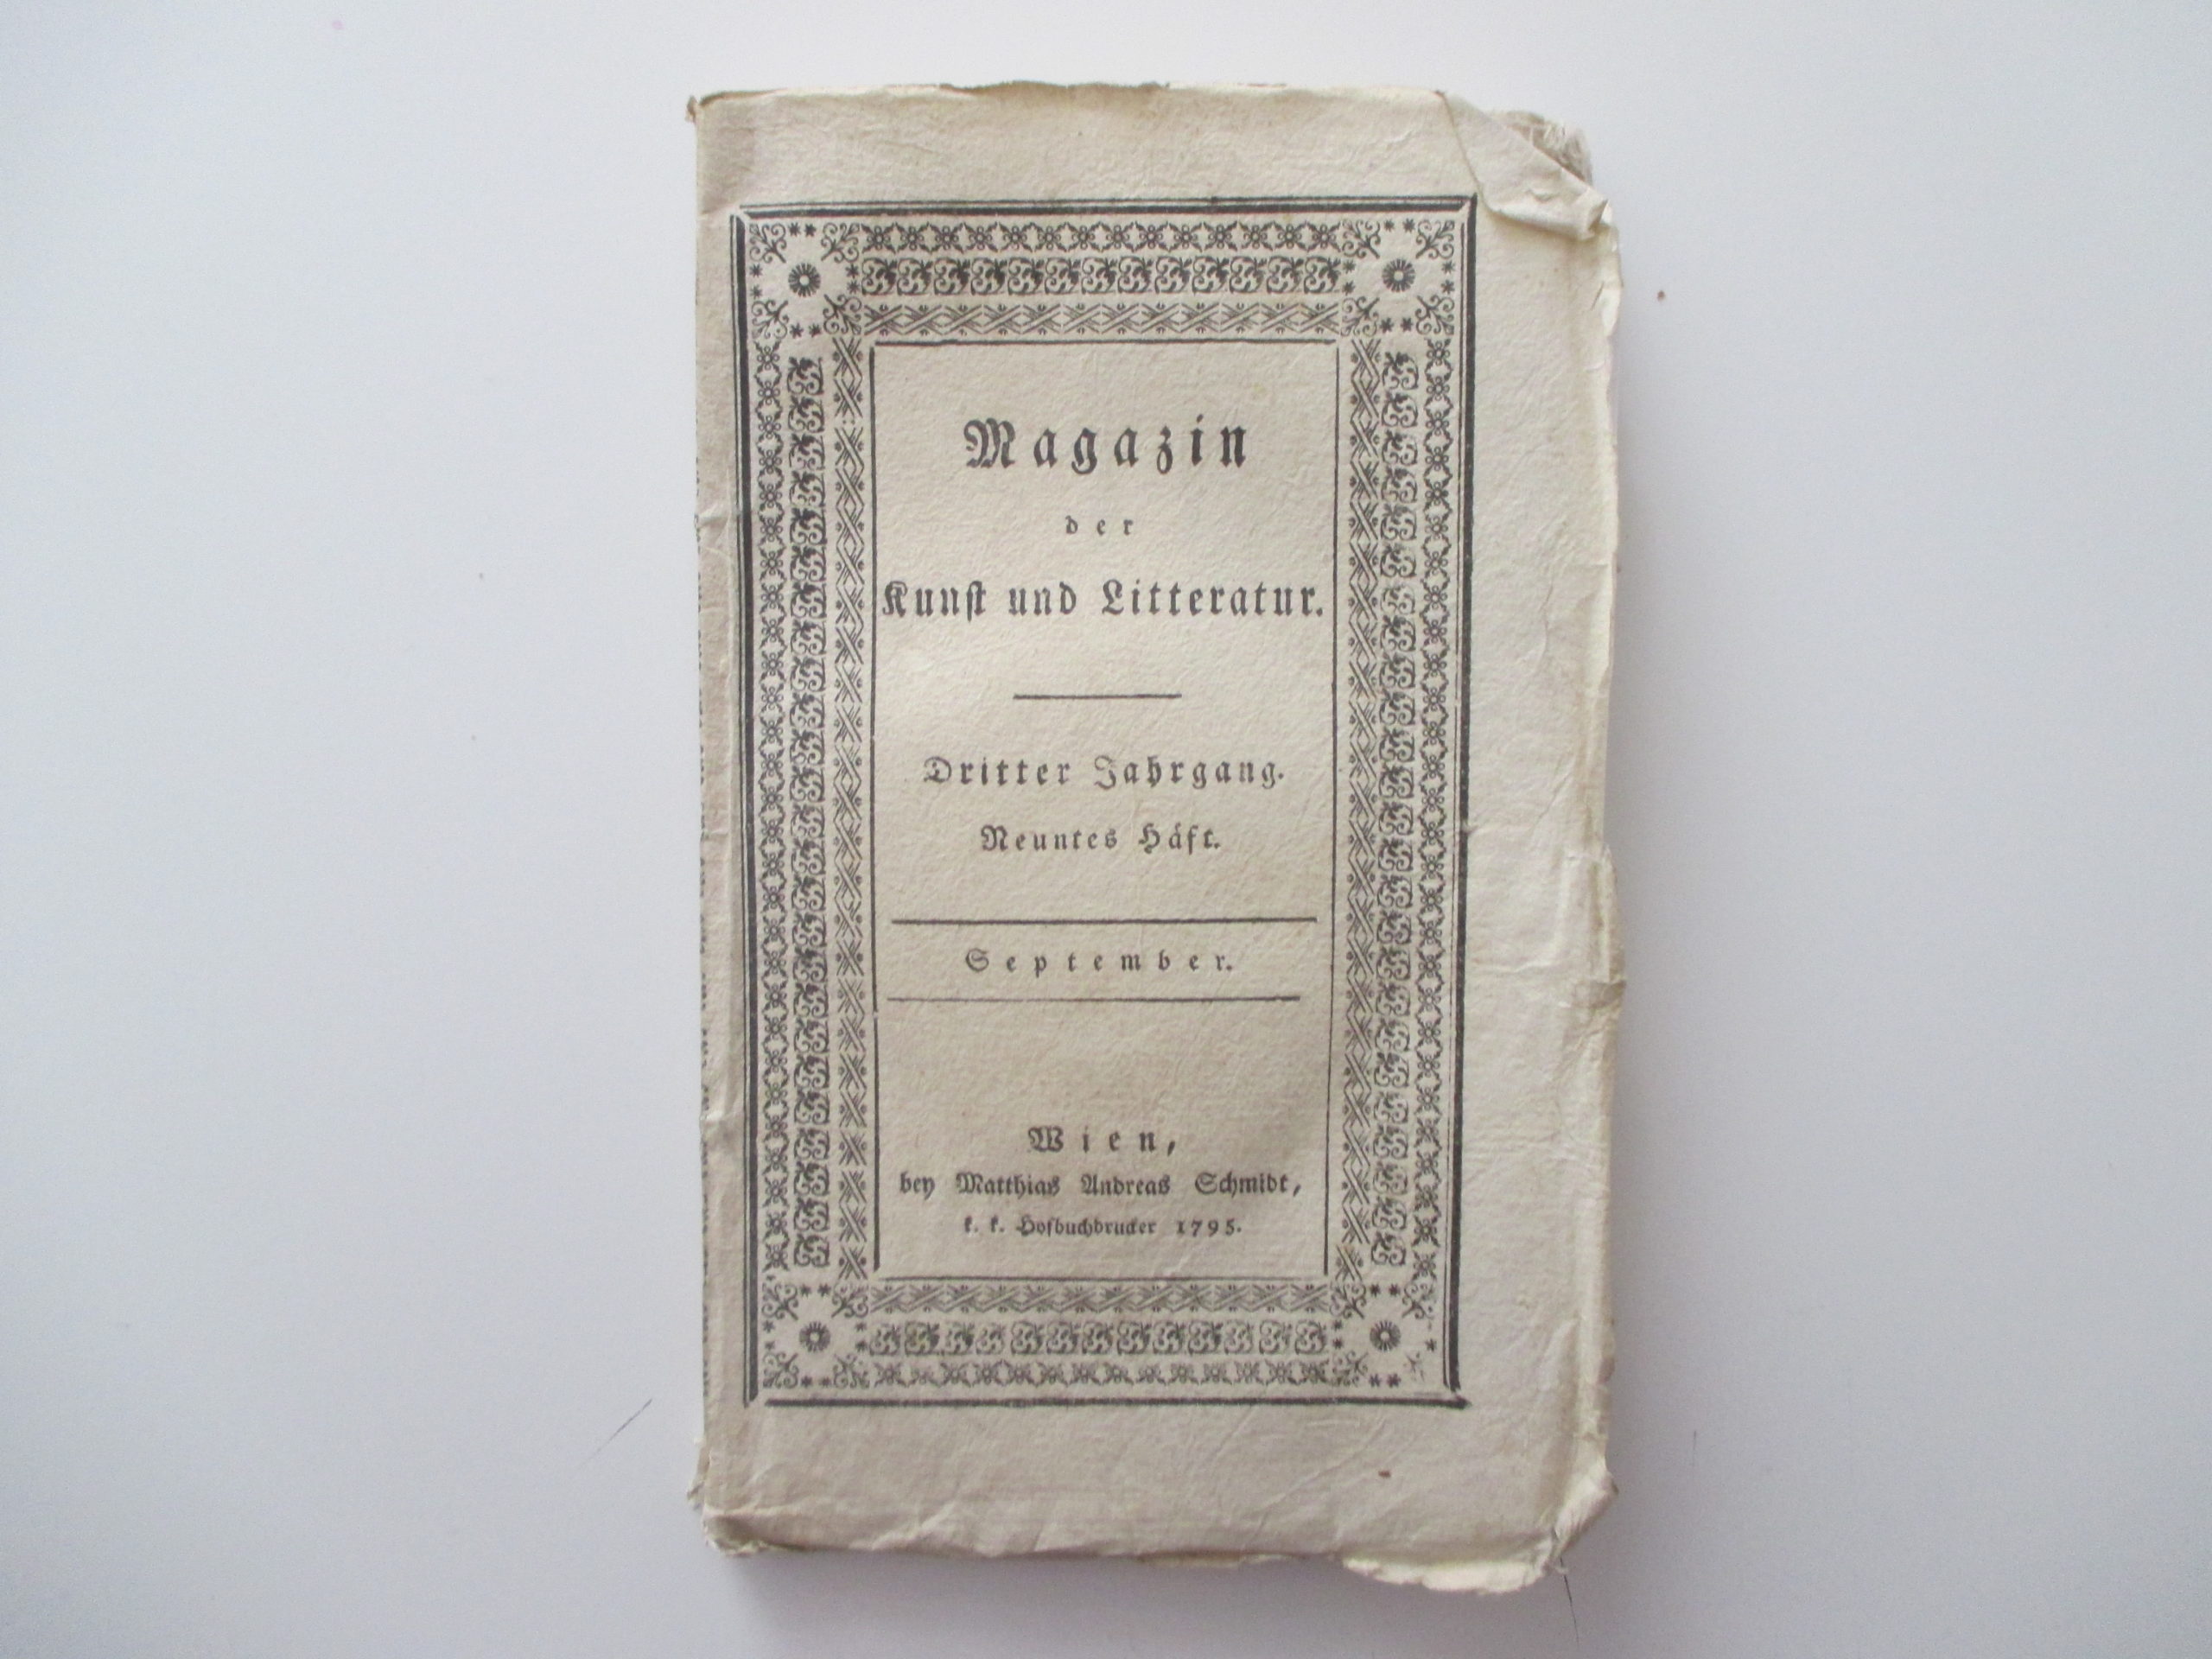 Magazin
der
Kunst und Litteratur.
Dritter Jahrgang.
Neuntes Häft.
September.
Wien,
bey Matthias Andreas Schmidt,
k. k. Hofbuchdrucker 1795.